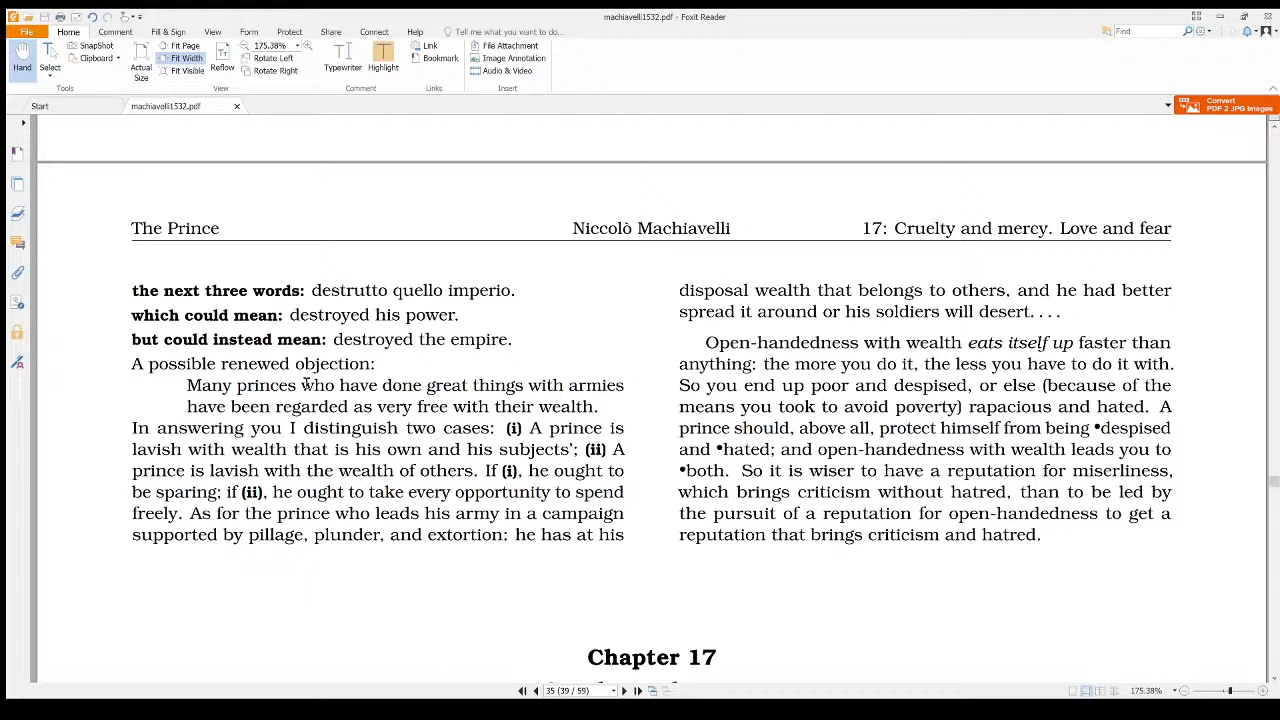 machiavelli1532.pdf - Foxit Reader
File Home Comment Fill & Sign View Form Protect Share Connect Help Tell me what you want to do... Find
Hand
Select
SnapShot
Clipboard
Actual Size
Fit Page
Fit Width
Fit Visible
Reflow
175.38%
Rotate Left
Rotate Right
Typewriter
Highlight
Link
Bookmark
File Attachment
Image Annotation
Audio & Video
Tools View Comment Links Insert
Start machiavelli1532.pdf
Convert
PDF 2 JPG Images
The Prince Niccolò Machiavelli 17: Cruelty and mercy. Love and fear
the next three words: destrutto quello imperio.
which could mean: destroyed his power.
but could instead mean: destroyed the empire.
A possible renewed objection:
Many princes who have done great things with armies
have been regarded as very free with their wealth.
In answering you I distinguish two cases: (i) A prince is
lavish with wealth that is his own and his subjects'; (ii) A
prince is lavish with the wealth of others. If (i), he ought to
be sparing; if (ii), he ought to take every opportunity to spend
freely. As for the prince who leads his army in a campaign
supported by pillage, plunder, and extortion: he has at his
disposal wealth that belongs to others, and he had better
spread it around or his soldiers will desert. . . .
Open-handedness with wealth eats itself up faster than
anything: the more you do it, the less you have to do it with.
So you end up poor and despised, or else (because of the
means you took to avoid poverty) rapacious and hated. A
prince should, above all, protect himself from being •despised
and •hated; and open-handedness with wealth leads you to
•both. So it is wiser to have a reputation for miserliness,
which brings criticism without hatred, than to be led by
the pursuit of a reputation for open-handedness to get a
reputation that brings criticism and hatred.
Chapter 17
35 (39 / 59) 175.38%